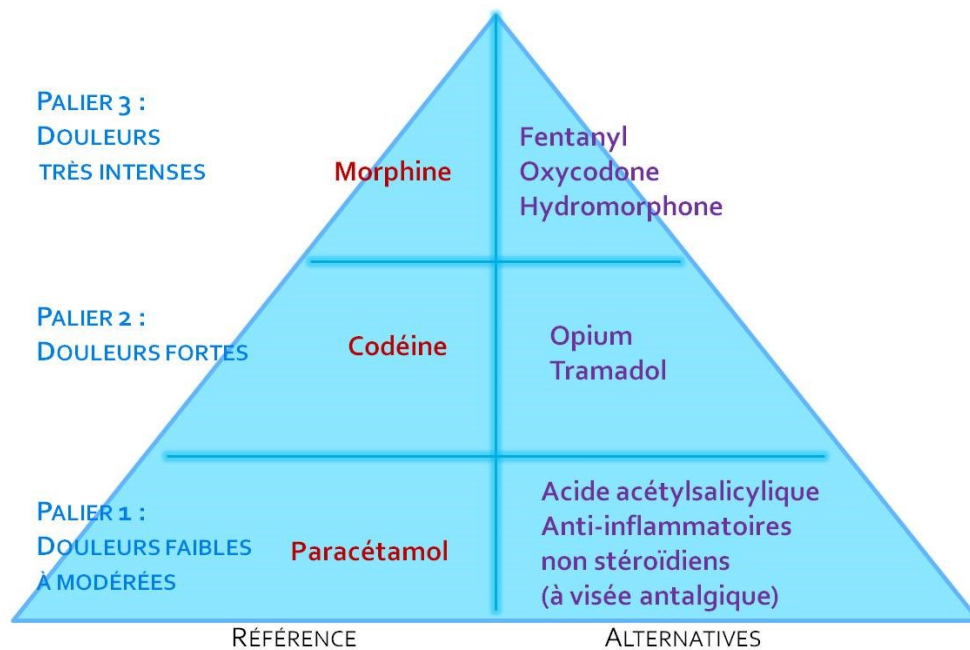 PALIER 3 :
DOULEURS
TRÈS INTENSES
Morphine
Fentanyl
Oxycodone
Hydromorphone
PALIER 2 :
DOULEURS FORTES
Codéine
Opium
Tramadol
PALIER 1 :
DOULEURS FAIBLES
À MODÉRÉES
Paracétamol
Acide acétylsalicylique
Anti-inflammatoires
non stéroïdiens
(à visée antalgique)
RÉFÉRENCE
ALTERNATIVES